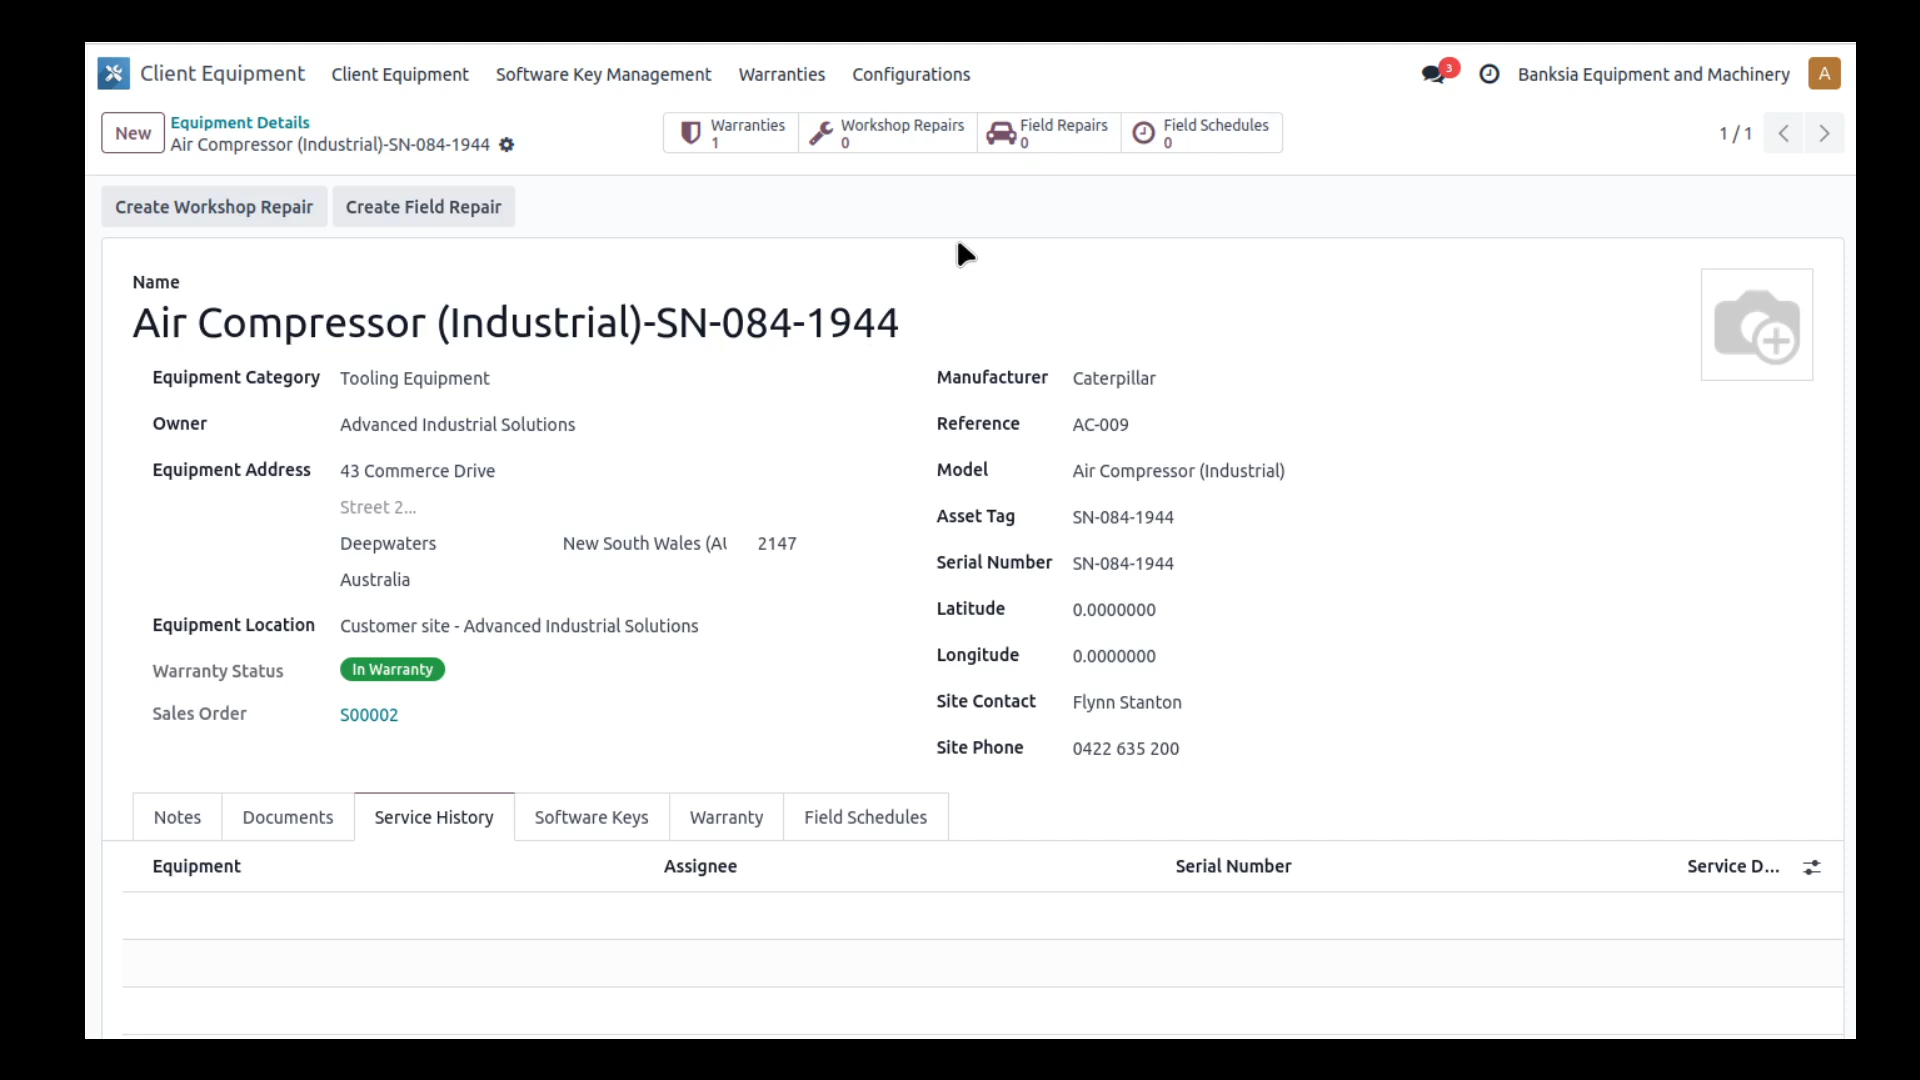 Client Equipment Client Equipment Software Key Management Warranties Configurations 3 Banksia Equipment and Machinery A
New Equipment Details
Air Compressor (Industrial)-SN-084-1944
Warranties 1 Workshop Repairs 0 Field Repairs 0 Field Schedules 0
1 / 1
Create Workshop Repair Create Field Repair
Name
Air Compressor (Industrial)-SN-084-1944
Equipment Category Tooling Equipment
Owner Advanced Industrial Solutions
Equipment Address 43 Commerce Drive
Street 2...
Deepwaters New South Wales (AU 2147
Australia
Equipment Location Customer site - Advanced Industrial Solutions
Warranty Status In Warranty
Sales Order S00002
Manufacturer Caterpillar
Reference AC-009
Model Air Compressor (Industrial)
Asset Tag SN-084-1944
Serial Number SN-084-1944
Latitude 0.0000000
Longitude 0.0000000
Site Contact Flynn Stanton
Site Phone 0422 635 200
Notes Documents Service History Software Keys Warranty Field Schedules
Equipment Assignee Serial Number Service D...